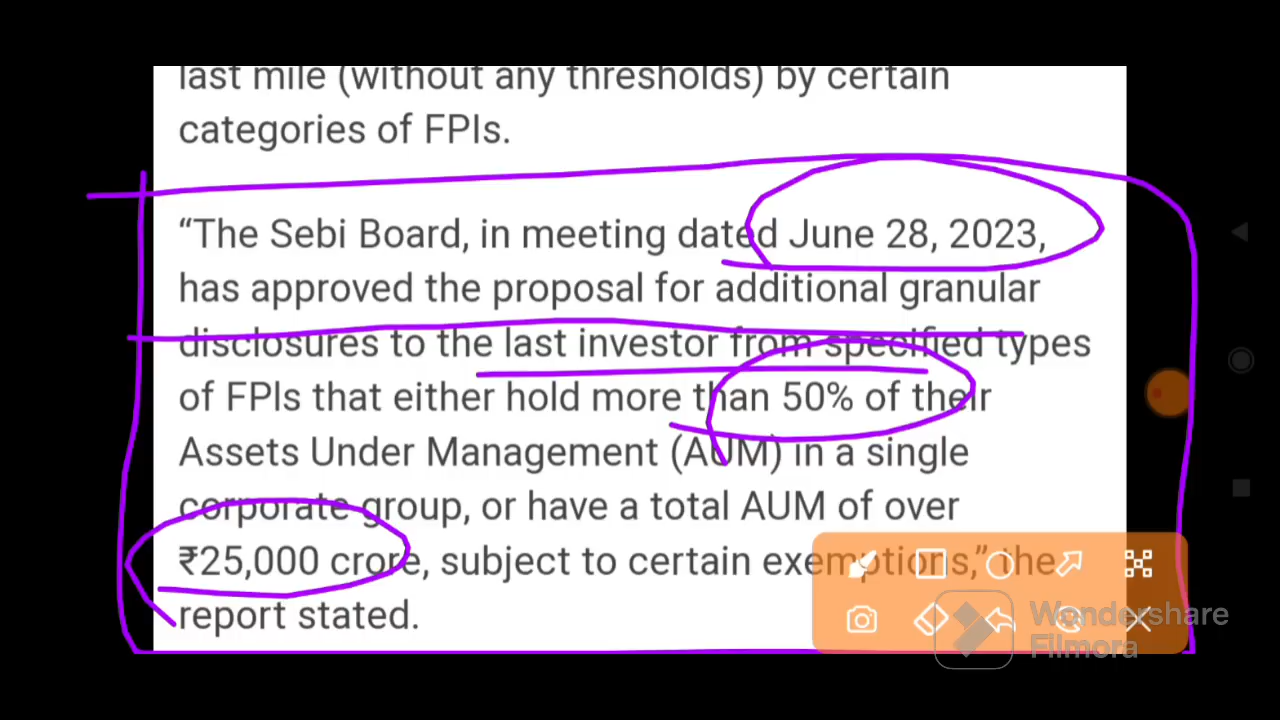 last mile (without any thresholds) by certain
categories of FPIs.
“The Sebi Board, in meeting dated June 28, 2023,
has approved the proposal for additional granular
disclosures to the last investor from specified types
of FPIs that either hold more than 50% of their
Assets Under Management (AUM) in a single
corporate group, or have a total AUM of over
₹25,000 crore, subject to certain exemptions,” the
report stated.
Wondershare
Filmora